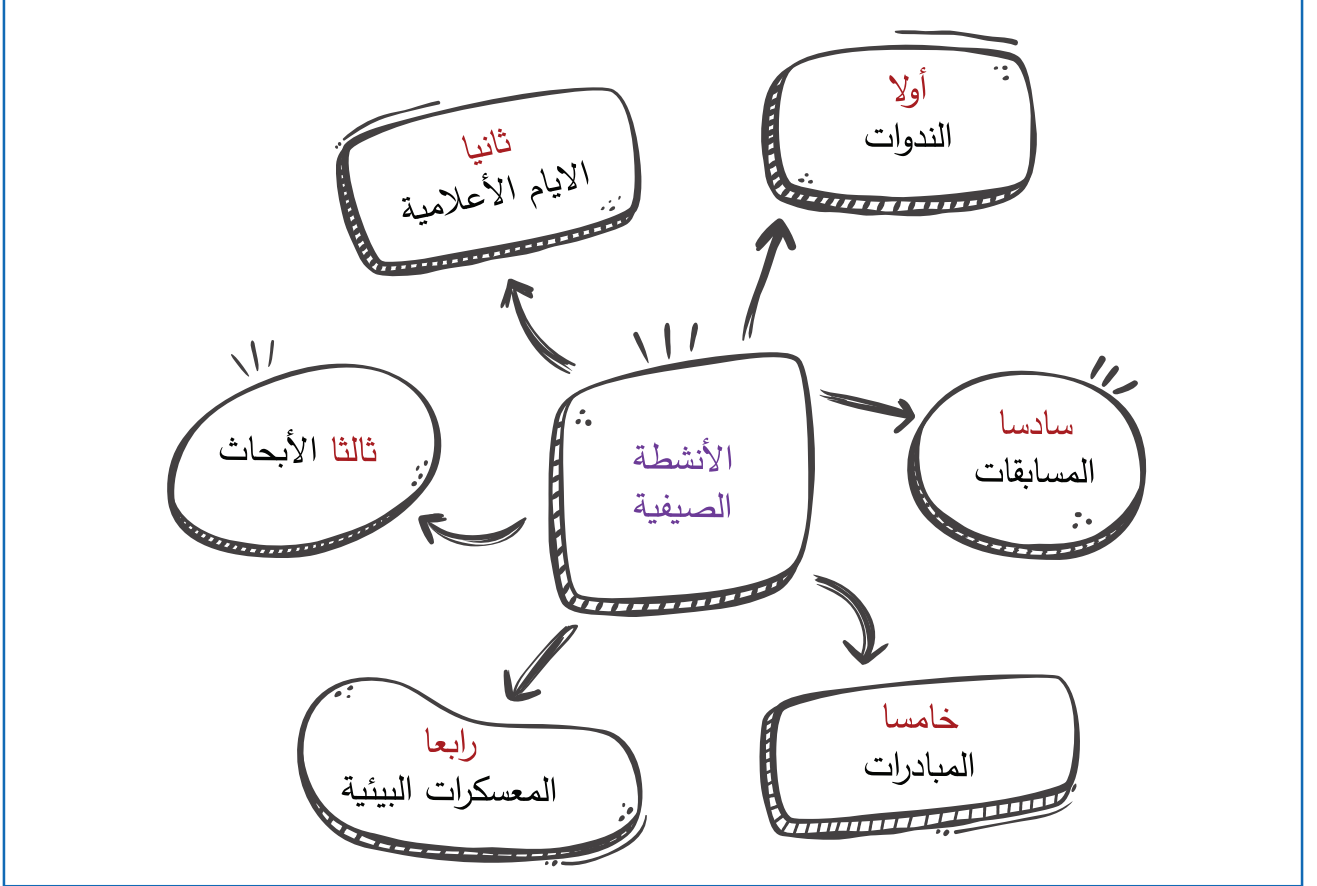 الأنشطة
الصيفية
أولا
الندوات
ثانيا
الايام الأعلامية
ثالثا الأبحاث
رابعا
المعسكرات البيئية
خامسا
المبادرات
سادسا
المسابقات